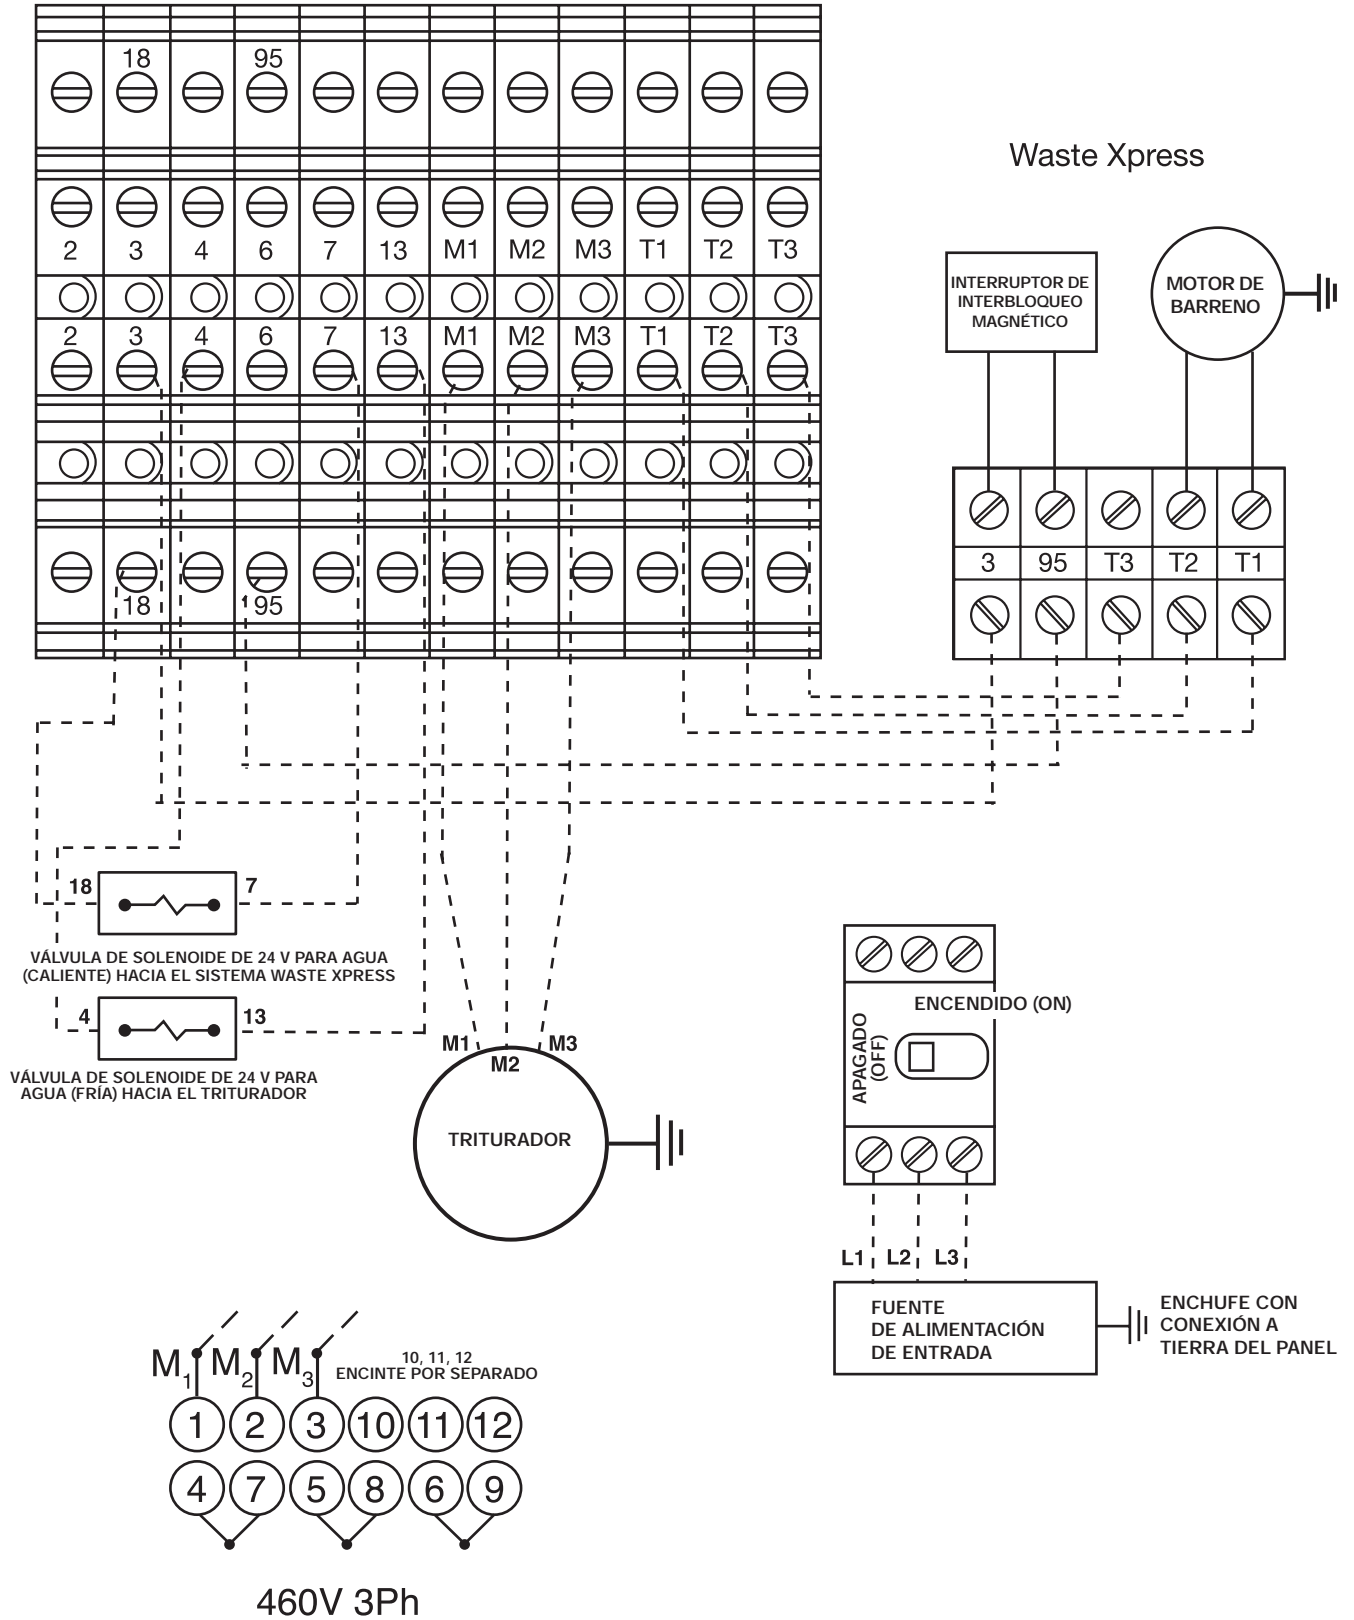 18 95
2 3 4 6 7 13 M1 M2 M3 T1 T2 T3
2 3 4 6 7 13 M1 M2 M3 T1 T2 T3
18 95
Waste Xpress
INTERRUPTOR DE
INTERBLOQUEO
MAGNÉTICO
MOTOR DE
BARRENO
3 95 T3 T2 T1
18 7
VÁLVULA DE SOLENOIDE DE 24 V PARA AGUA
(CALIENTE) HACIA EL SISTEMA WASTE XPRESS
4 13
VÁLVULA DE SOLENOIDE DE 24 V PARA
AGUA (FRÍA) HACIA EL TRITURADOR
M1 M2 M3
TRITURADOR
ENCENDIDO (ON)
APAGADO
(OFF)
L1 L2 L3
FUENTE
DE ALIMENTACIÓN
DE ENTRADA
ENCHUFE CON
CONEXIÓN A
TIERRA DEL PANEL
M1 M2 M3
10, 11, 12
ENCINTE POR SEPARADO
1 2 3 10 11 12
4 7 5 8 6 9
460V 3Ph